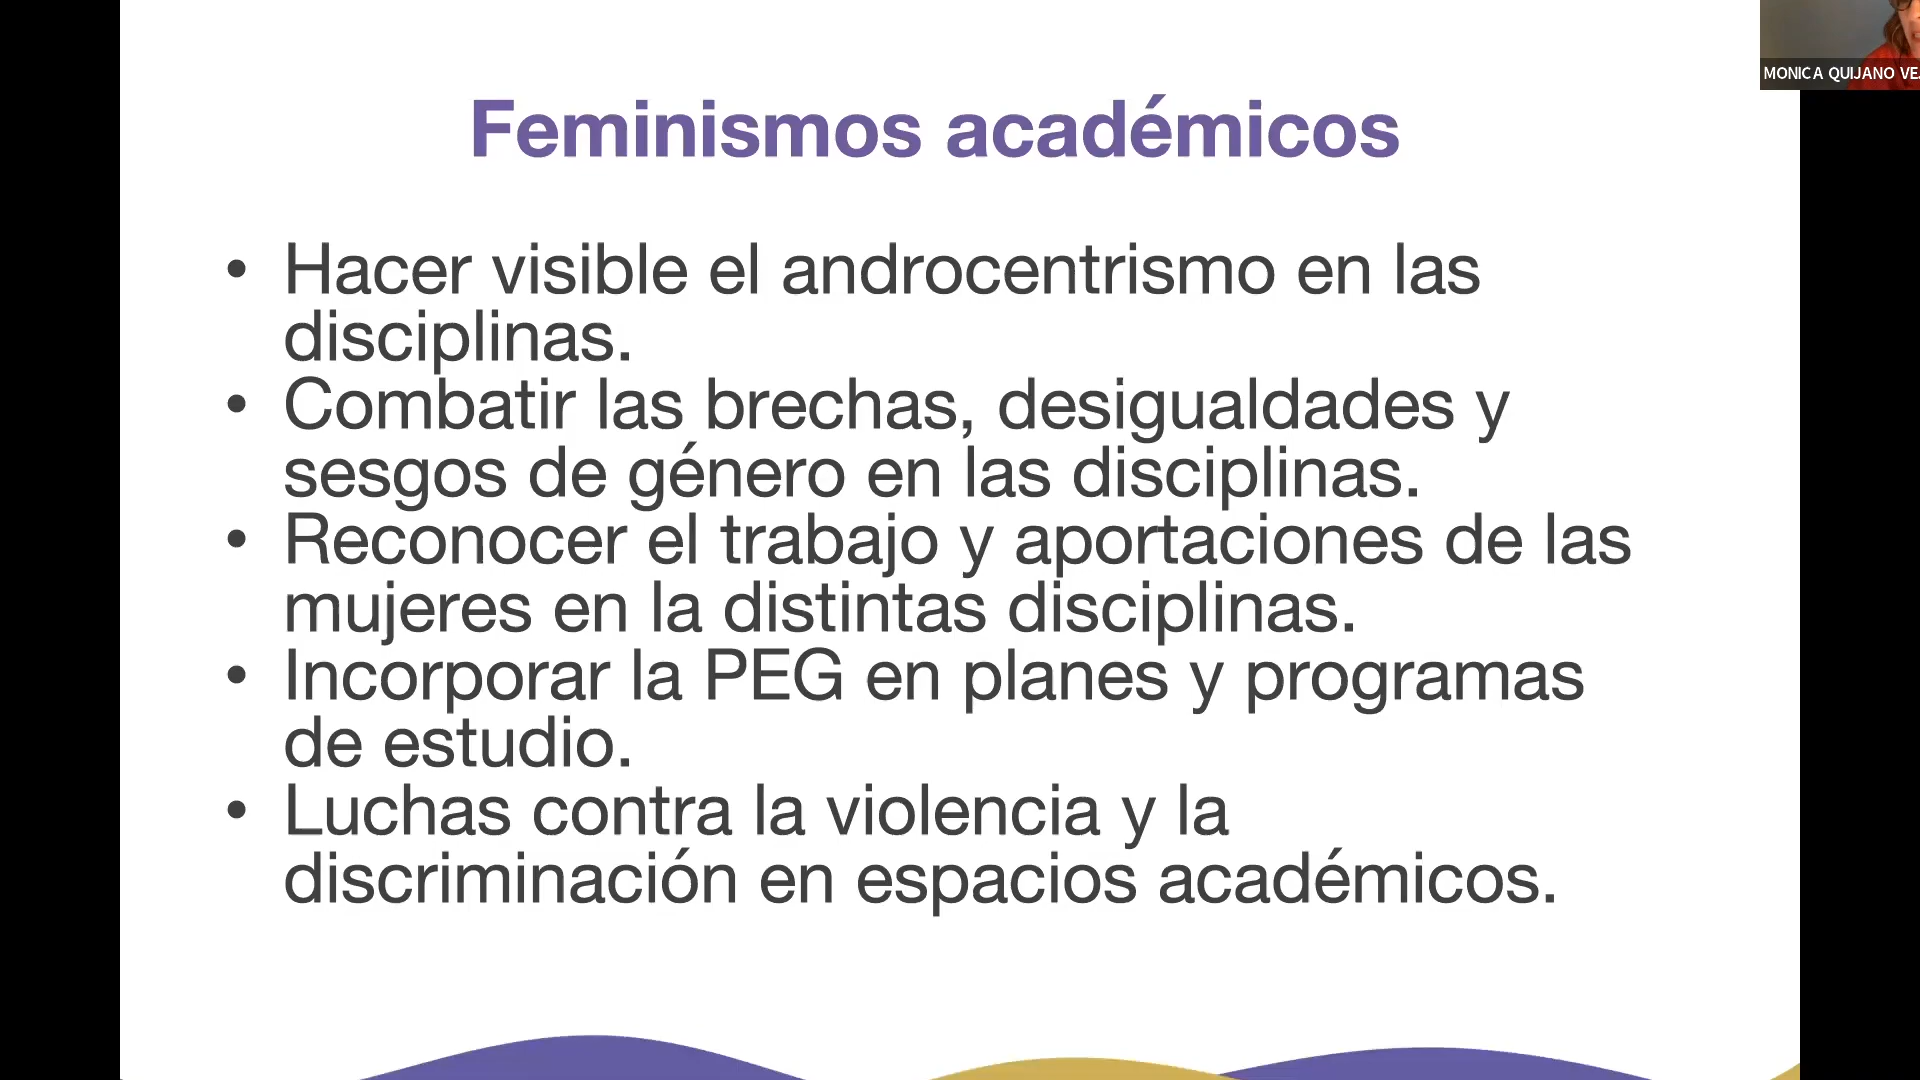 MONICA QUIJANO VE
Feminismos académicos
• Hacer visible el androcentrismo en las
disciplinas.
• Combatir las brechas, desigualdades y
sesgos de género en las disciplinas.
• Reconocer el trabajo y aportaciones de las
mujeres en la distintas disciplinas.
• Incorporar la PEG en planes y programas
de estudio.
• Luchas contra la violencia y la
discriminación en espacios académicos.